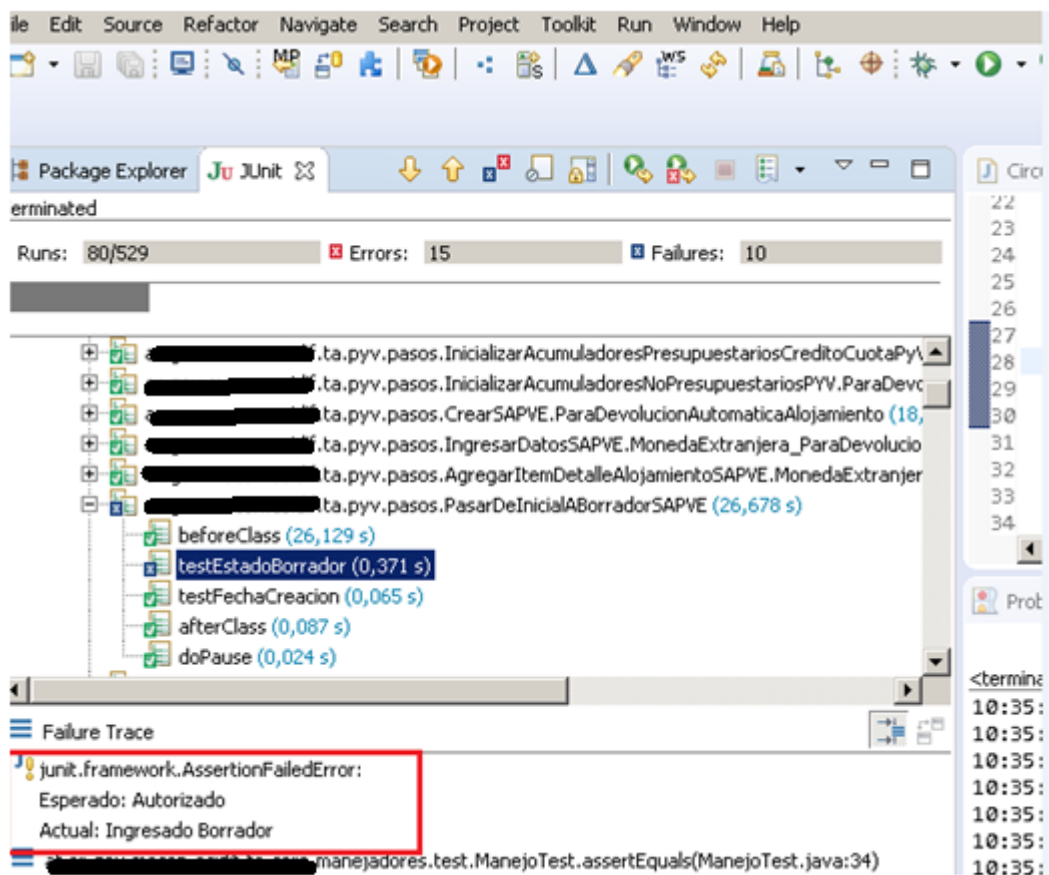 ile Edit Source Refactor Navigate Search Project Toolkit Run Window Help
MP
WS
Package Explorer Ju JUnit
Circu
erminated
Runs: 80/529 Errors: 15 Failures: 10
22
23
24
25
26
27
28
29
30
31
32
33
34
.ta.pyv.pasos.InicializarAcumuladoresPresupuestariosCreditoCuotaPyV
.ta.pyv.pasos.InicializarAcumuladoresNoPresupuestariosPYV.ParaDevo
.ta.pyv.pasos.CrearSAPVE.ParaDevolucionAutomaticaAlojamiento (18,
.ta.pyv.pasos.IngresarDatosSAPVE.MonedaExtranjera_ParaDevolucio
.ta.pyv.pasos.AgregarItemDetalleAlojamientoSAPVE.MonedaExtranjer
.ta.pyv.pasos.PasarDeInicialABorradorSAPVE (26,678 s)
beforeClass (26,129 s)
testEstadoBorrador (0,371 s)
testFechaCreacion (0,065 s)
afterClass (0,087 s)
doPause (0,024 s)
Failure Trace
junit.framework.AssertionFailedError:
Esperado: Autorizado
Actual: Ingresado Borrador
manejadores.test.ManejoTest.assertEquals(ManejoTest.java:34)
Prob
<termina
10:35:
10:35:
10:35:
10:35:
10:35:
10:35:
10:35: